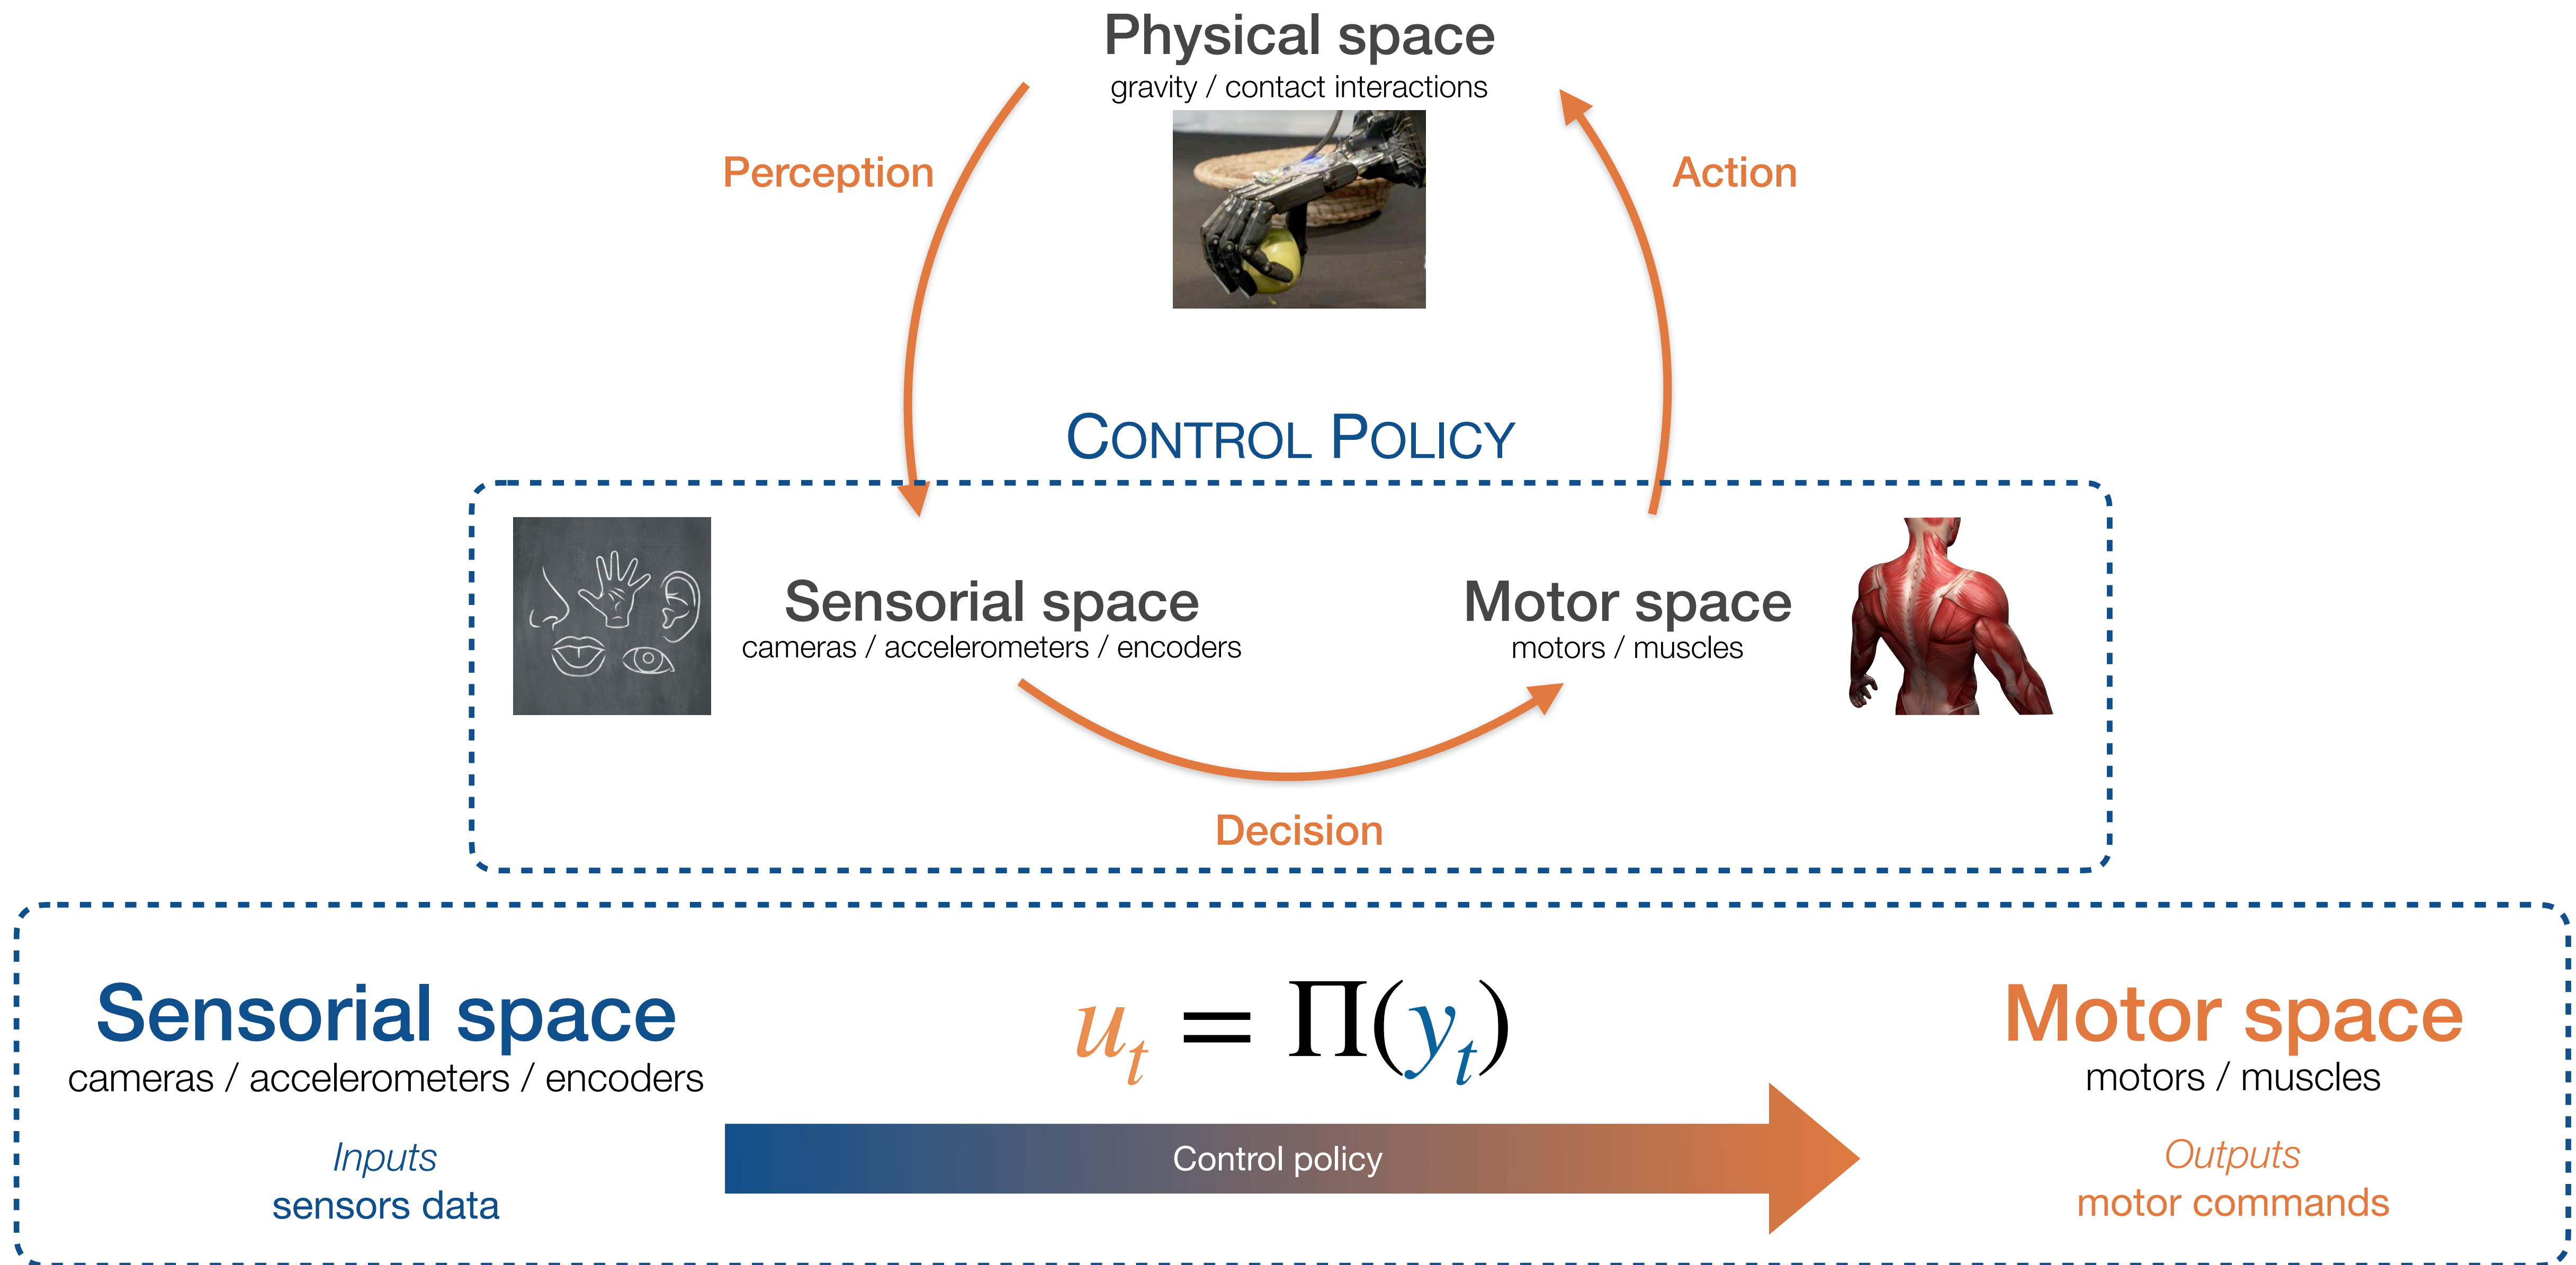 Physical space
gravity / contact interactions
Perception
Action
CONTROL POLICY
Sensorial space
cameras / accelerometers / encoders
Motor space
motors / muscles
Decision
Sensorial space
cameras / accelerometers / encoders
Inputs
sensors data
u_t = Π(y_t)
Control policy
Motor space
motors / muscles
Outputs
motor commands